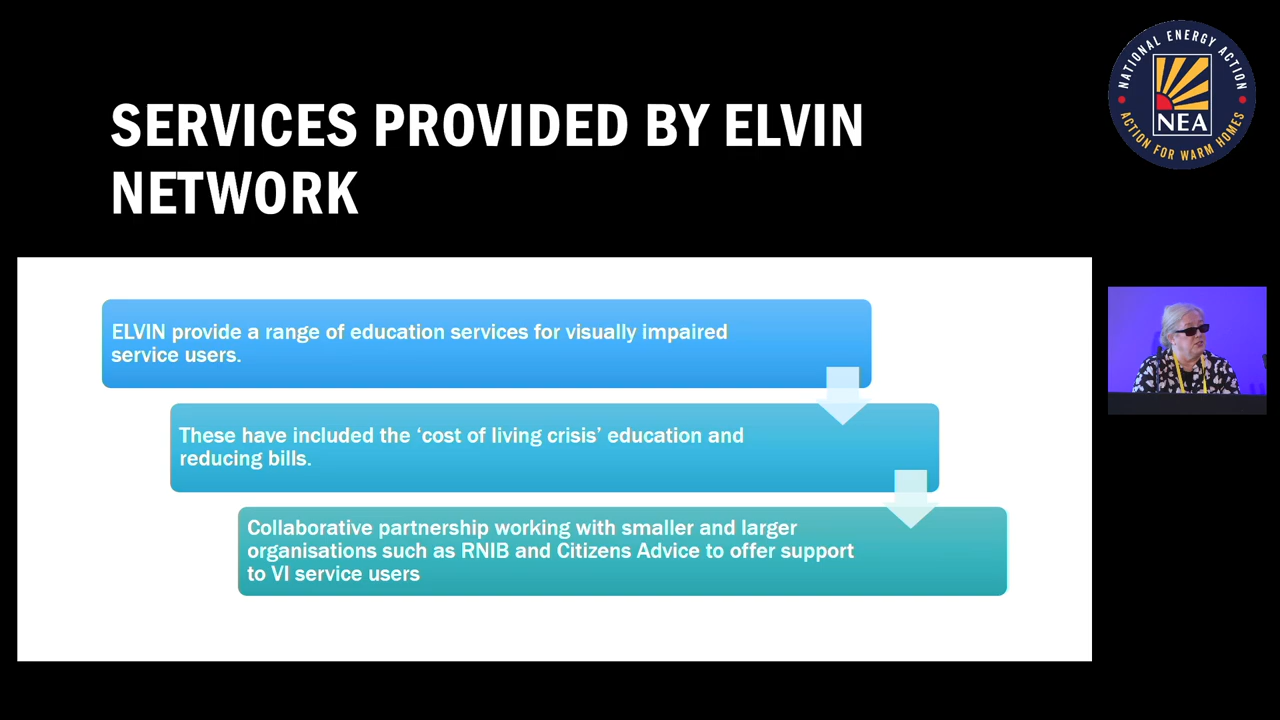 SERVICES PROVIDED BY ELVIN
NETWORK
NATIONAL ENERGY ACTION
NEA
ACTION FOR WARM HOMES
ELVIN provide a range of education services for visually impaired
service users.
These have included the ‘cost of living crisis’ education and
reducing bills.
Collaborative partnership working with smaller and larger
organisations such as RNIB and Citizens Advice to offer support
to VI service users